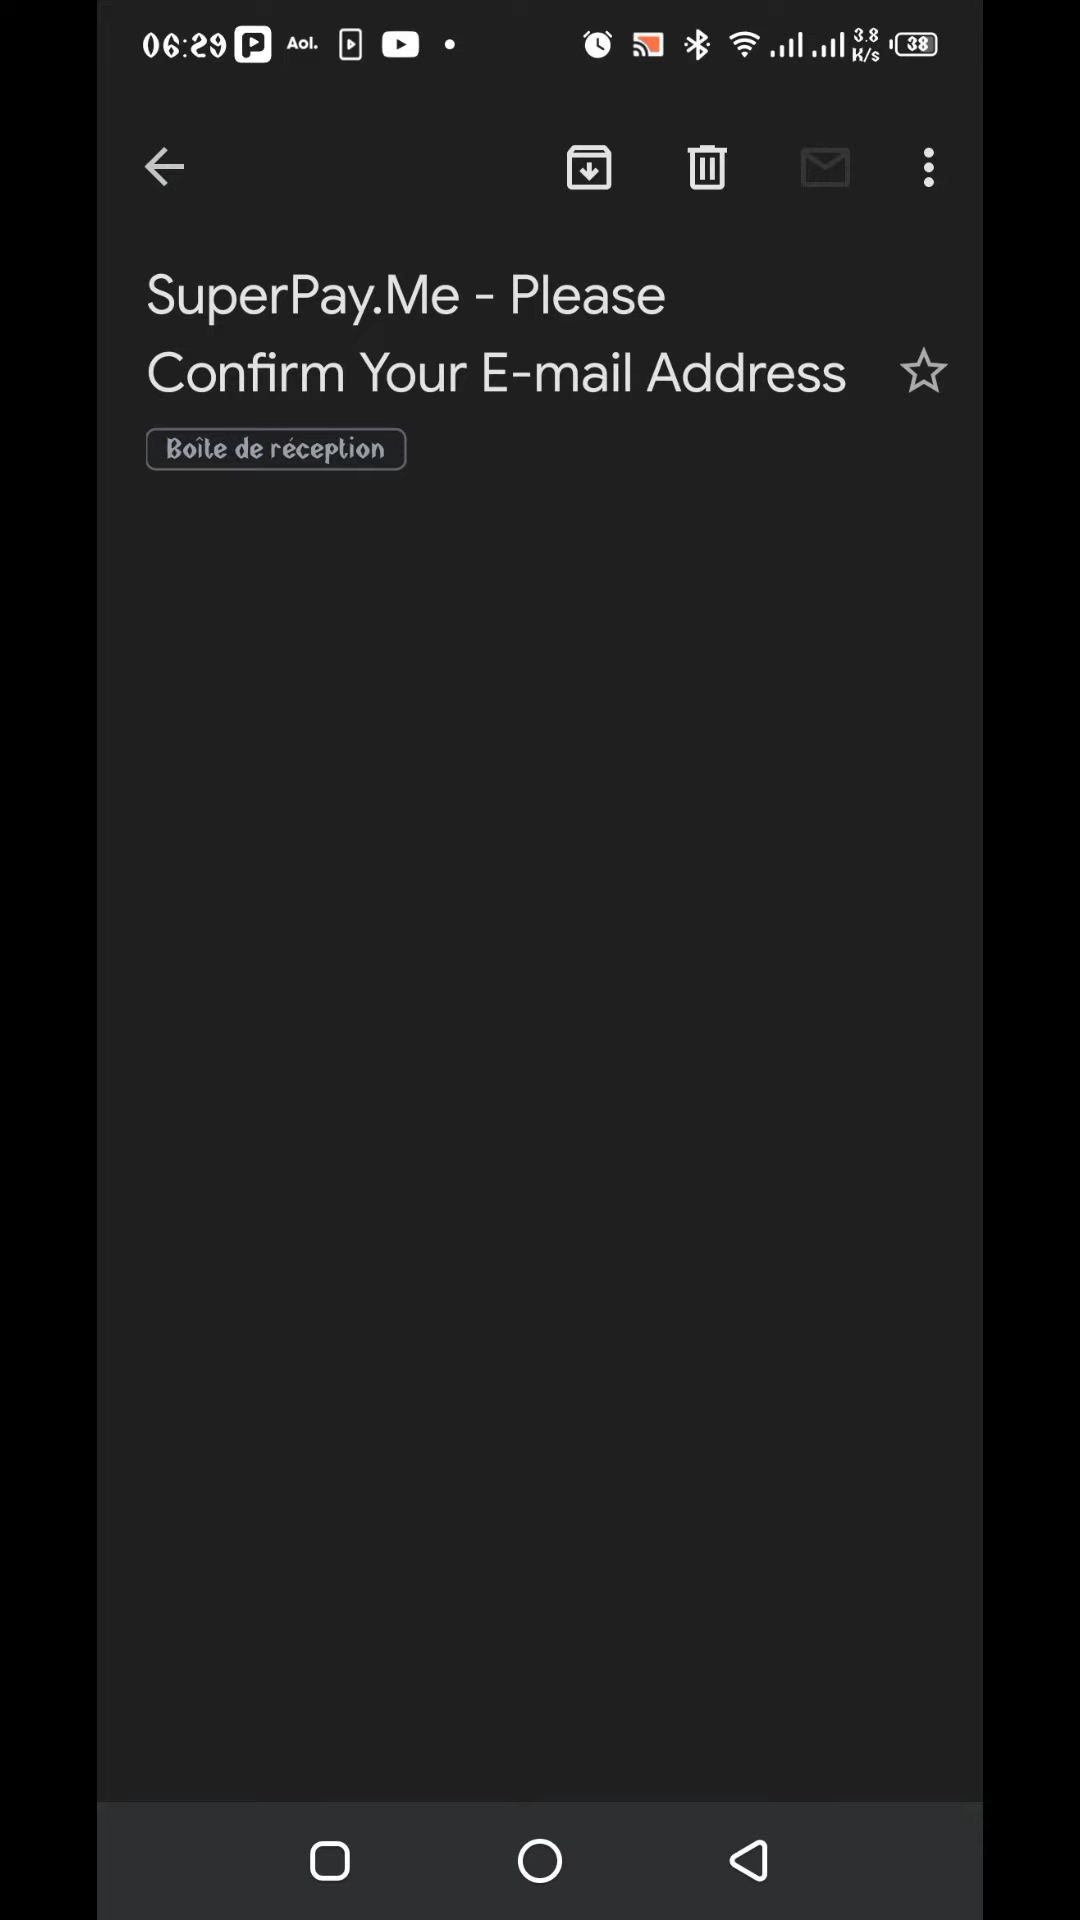 06:29 Aol. 3.8 K/s 38
SuperPay.Me - Please
Confirm Your E-mail Address
Boîte de réception